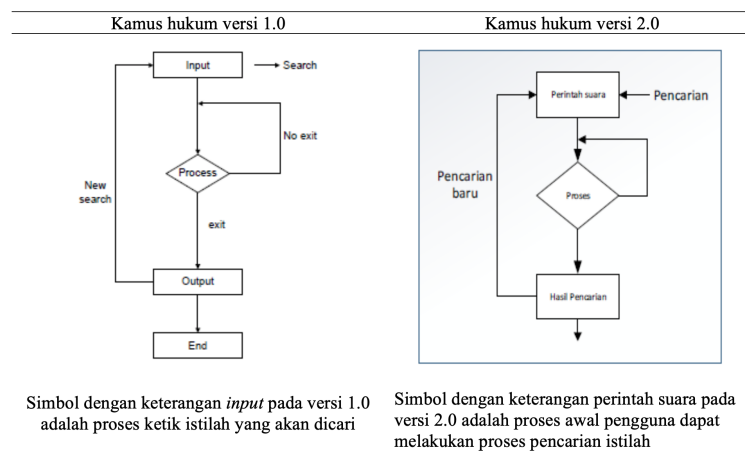 Kamus hukum versi 1.0
Kamus hukum versi 2.0
Input
Search
No exit
Process
New
search
exit
Output
End
Perintah suara
Pencarian
Pencarian
baru
Proses
Hasil Pencarian
Simbol dengan keterangan input pada versi 1.0
adalah proses ketik istilah yang akan dicari
Simbol dengan keterangan perintah suara pada
versi 2.0 adalah proses awal pengguna dapat
melakukan proses pencarian istilah